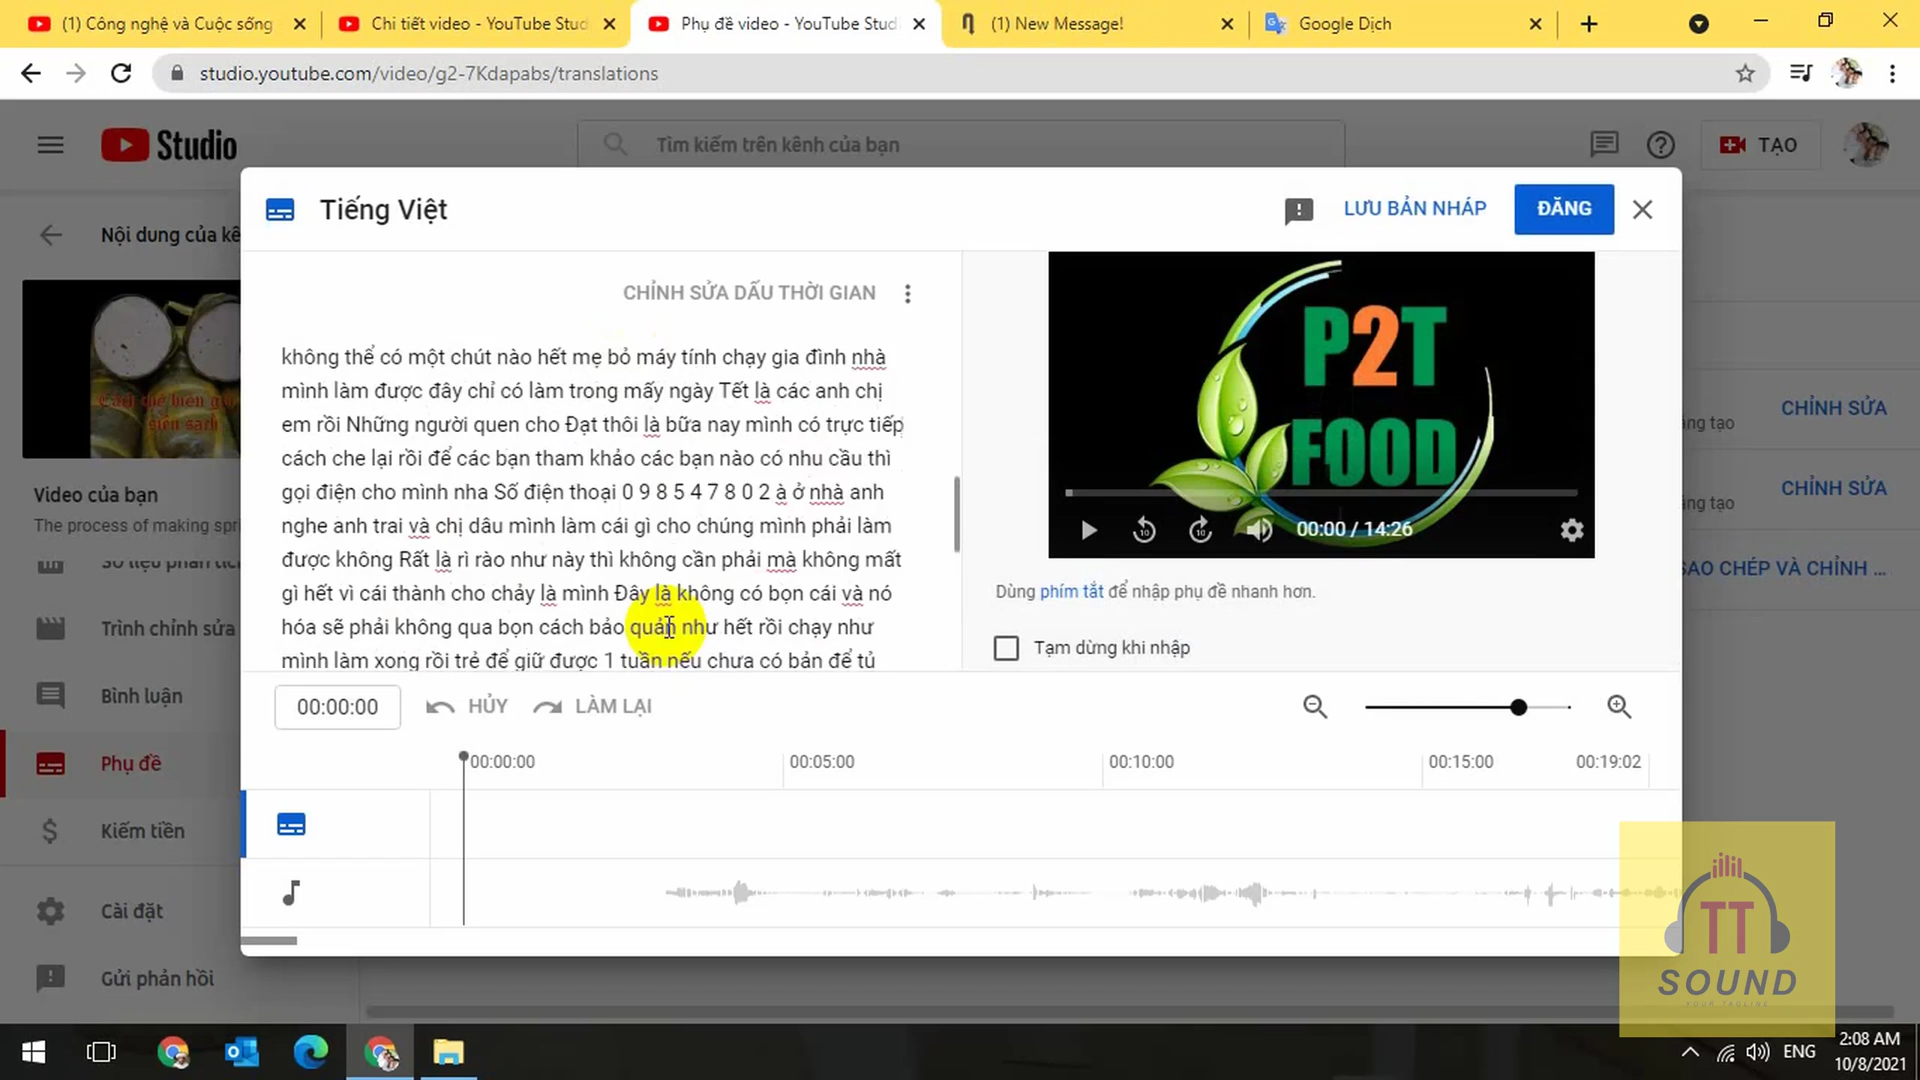 (1) Công nghệ và Cuộc sống
Chi tiết video - YouTube Stud
Phụ đề video - YouTube Stud
(1) New Message!
Google Dịch
studio.youtube.com/video/g2-7Kdapabs/translations
Studio
Tìm kiếm trên kênh của bạn
TẠO
Nội dung của kê
Tiếng Việt
LƯU BẢN NHÁP
ĐĂNG
CHỈNH SỬA DẤU THỜI GIAN
không thể có một chút nào hết mẹ bỏ máy tính chạy gia đình nhà
mình làm được đây chỉ có làm trong mấy ngày Tết là các anh chị
em rồi Những người quen cho Đạt thôi là bữa nay mình có trực tiếp
cách che lại rồi để các bạn tham khảo các bạn nào có nhu cầu thì
gọi điện cho mình nha Số điện thoại 0 9 8 5 4 7 8 0 2 à ở nhà anh
nghe anh trai và chị dâu mình làm cái gì cho chúng mình phải làm
được không Rất là rì rào như này thì không cần phải mà không mất
gì hết vì cái thành cho chảy là mình Đây là không có bọn cái và nó
hóa sẽ phải không qua bọn cách bảo quản như hết rồi chạy như
mình làm xong rồi trẻ để giữ được 1 tuần nếu chưa có bản để tủ
P2T
FOOD
00:00 / 14:26
Dùng phím tắt để nhập phụ đề nhanh hơn.
Tạm dừng khi nhập
Video của bạn
The process of making spri
Số liệu phân tích
Trình chỉnh sửa
Bình luận
Phụ đề
Kiếm tiền
Cài đặt
Gửi phản hồi
CHỈNH SỬA
ng tạo
CHỈNH SỬA
ng tạo
SAO CHÉP VÀ CHỈNH ...
00:00:00
HỦY
LÀM LẠI
00:00:00
00:05:00
00:10:00
00:15:00
00:19:02
TT
SOUND
YOUR TAGLINE
ENG
2:08 AM
10/8/2021